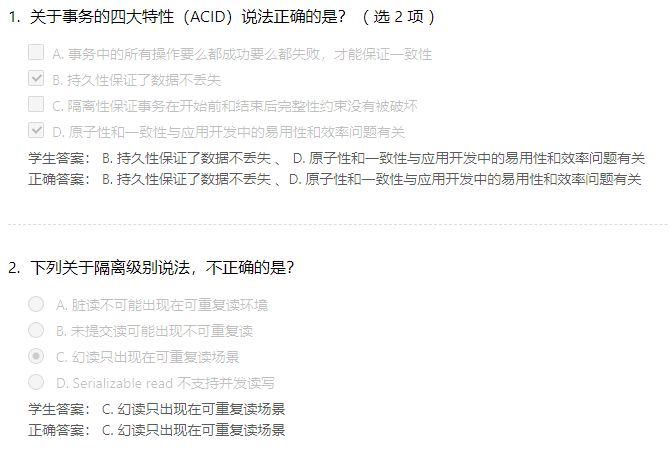 1. 关于事务的四大特性（ACID）说法正确的是？（选 2 项 ）
A. 事务中的所有操作要么都成功要么都失败，才能保证一致性
B. 持久性保证了数据不丢失
C. 隔离性保证事务在开始前和结束后完整性约束没有被破坏
D. 原子性和一致性与应用开发中的易用性和效率问题有关
学生答案： B. 持久性保证了数据不丢失 、 D. 原子性和一致性与应用开发中的易用性和效率问题有关
正确答案： B. 持久性保证了数据不丢失 、D. 原子性和一致性与应用开发中的易用性和效率问题有关
2. 下列关于隔离级别说法，不正确的是？
A. 脏读不可能出现在可重复读环境
B. 未提交读可能出现不可重复读
C. 幻读只出现在可重复读场景
D. Serializable read 不支持并发读写
学生答案： C. 幻读只出现在可重复读场景
正确答案： C. 幻读只出现在可重复读场景